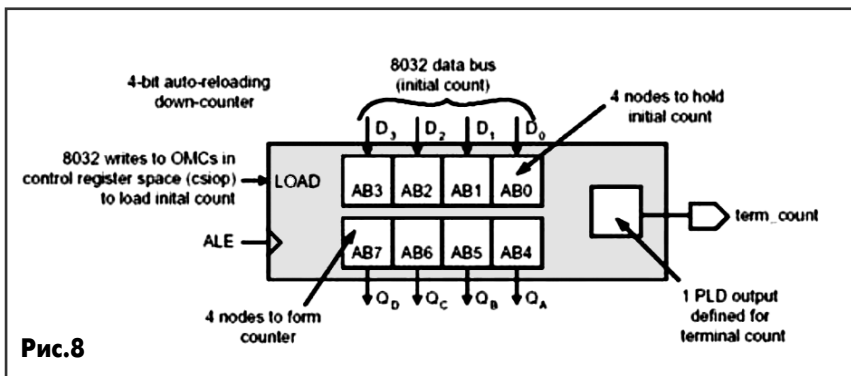 8032 data bus
(initial count)
4-bit auto-reloading
down-counter
4 nodes to hold
initial count
D3 D2 D1 D0
8032 writes to OMCs in
control register space (csiop)
to load inital count
LOAD
AB3 AB2 AB1 AB0
term_count
ALE
AB7 AB6 AB5 AB4
QD QC QB QA
4 nodes to form
counter
1 PLD output
defined for
terminal count
Рис.8